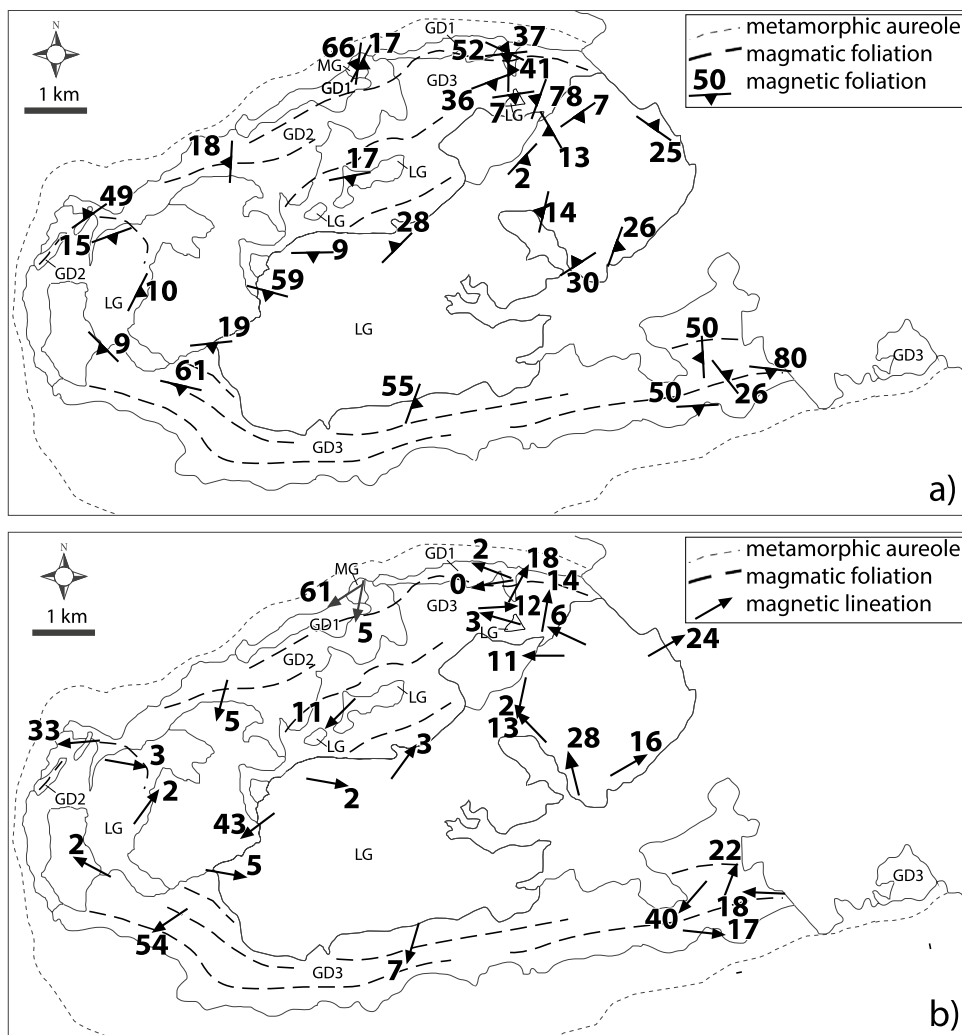 N
1 km
metamorphic aureole
magmatic foliation
50 magnetic foliation
GD1
37
66 17
52
MG
41
GD1
GD3
36
78
7
7
LG
GD2
18
13
25
17
2
LG
49
14
LG
28
26
15
9
GD2
59
30
10
LG
19
LG
50
9
80
GD3
61
55
50
26
GD3
a)
N
1 km
metamorphic aureole
magmatic foliation
magnetic lineation
GD1
2
18
MG
0
14
61
GD3
12
GD1
3
6
5
LG
24
GD2
11
LG
11
2
5
13
33
LG
3
28
16
3
GD2
2
2
LG
43
2
LG
5
22
GD3
40
18
54
17
7
GD3
b)